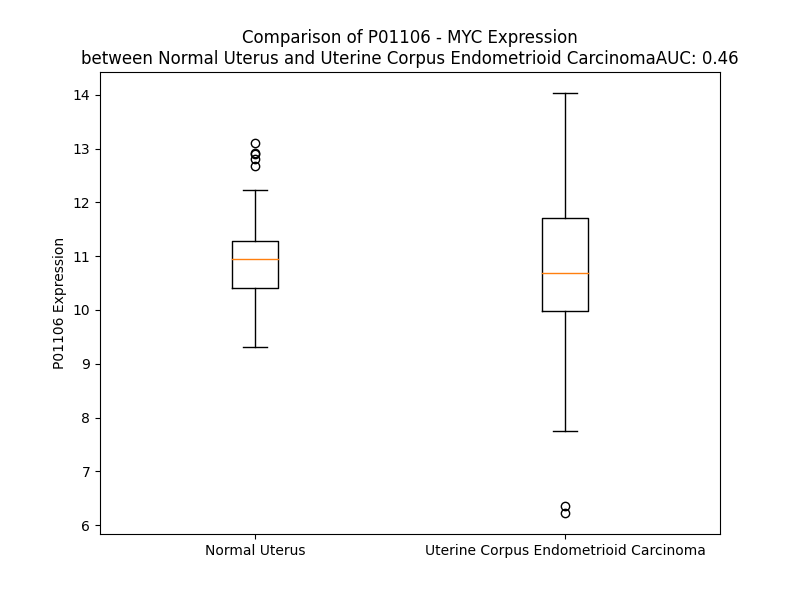 Comparison of P01106 - MYC Expression
between Normal Uterus and Uterine Corpus Endometrioid CarcinomaAUC: 0.46
14
13
12
11
10
9
8
7
6
P01106 Expression
Normal Uterus
Uterine Corpus Endometrioid Carcinoma